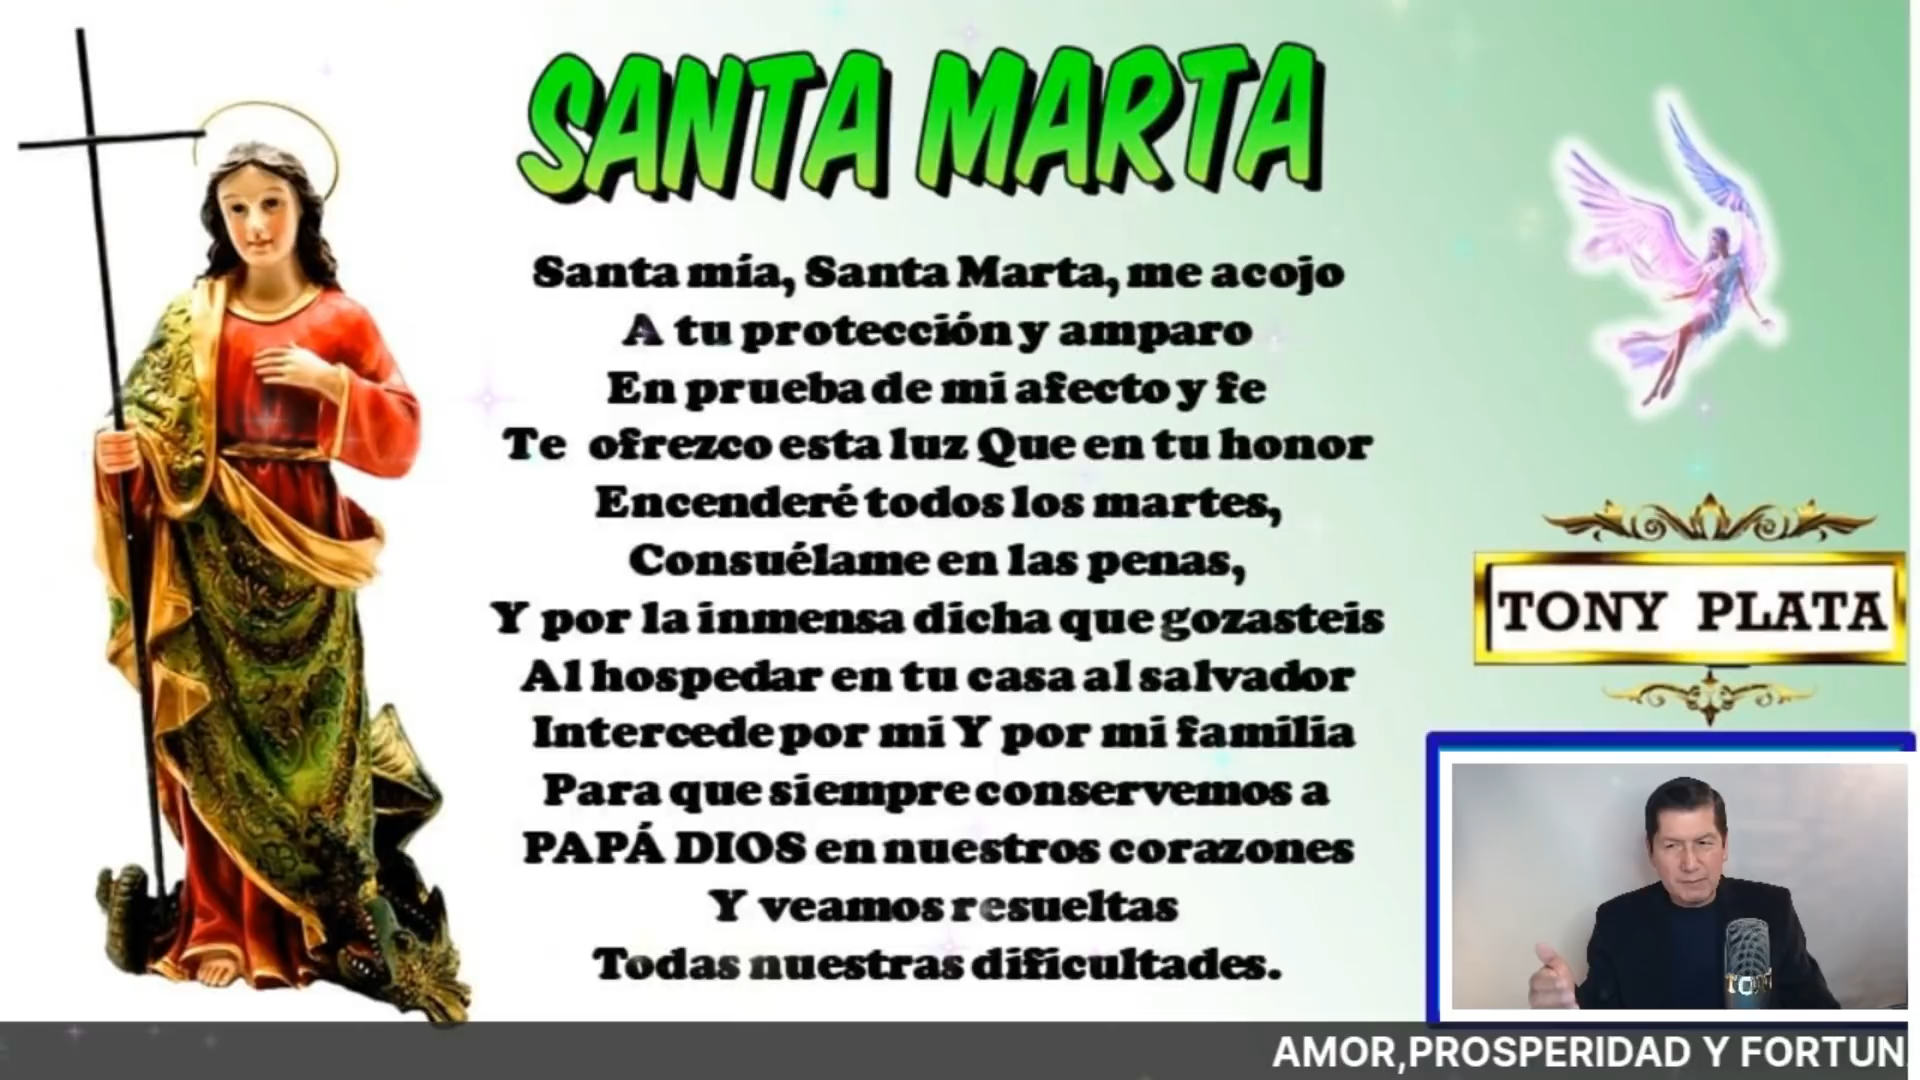 SANTA MARTA
Santa mía, Santa Marta, me acojo
A tu protección y amparo
En prueba de mi afecto y fe
Te ofrezco esta luz Que en tu honor
Encenderé todos los martes,
Consuélame en las penas,
Y por la inmensa dicha que gozasteis
Al hospedar en tu casa al salvador
Intercede por mi Y por mi familia
Para que siempre conservemos a
PAPÁ DIOS en nuestros corazones
Y veamos resueltas
Todas nuestras dificultades.
TONY PLATA
AMOR,PROSPERIDAD Y FORTUN